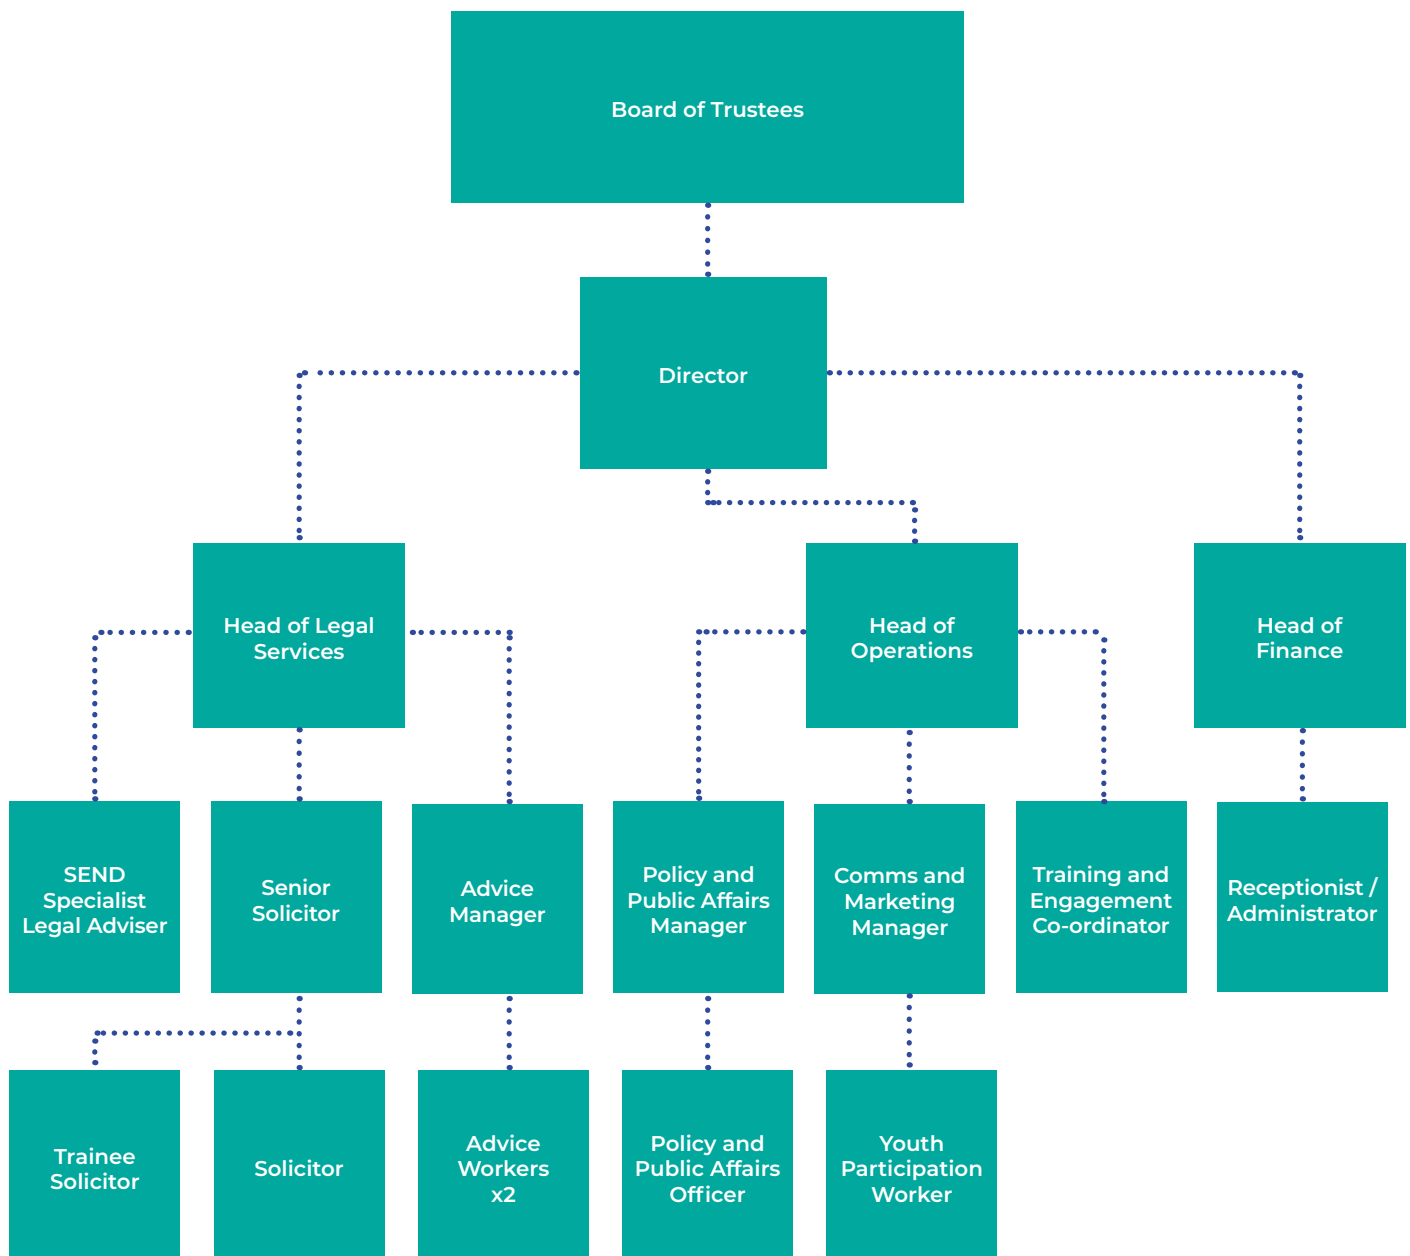 Board of Trustees
Director
Head of Legal
Services
Head of
Operations
Head of
Finance
SEND
Specialist
Legal Adviser
Senior
Solicitor
Advice
Manager
Policy and
Public Affairs
Manager
Comms and
Marketing
Manager
Training and
Engagement
Co-ordinator
Receptionist /
Administrator
Trainee
Solicitor
Solicitor
Advice
Workers
x2
Policy and
Public Affairs
Officer
Youth
Participation
Worker